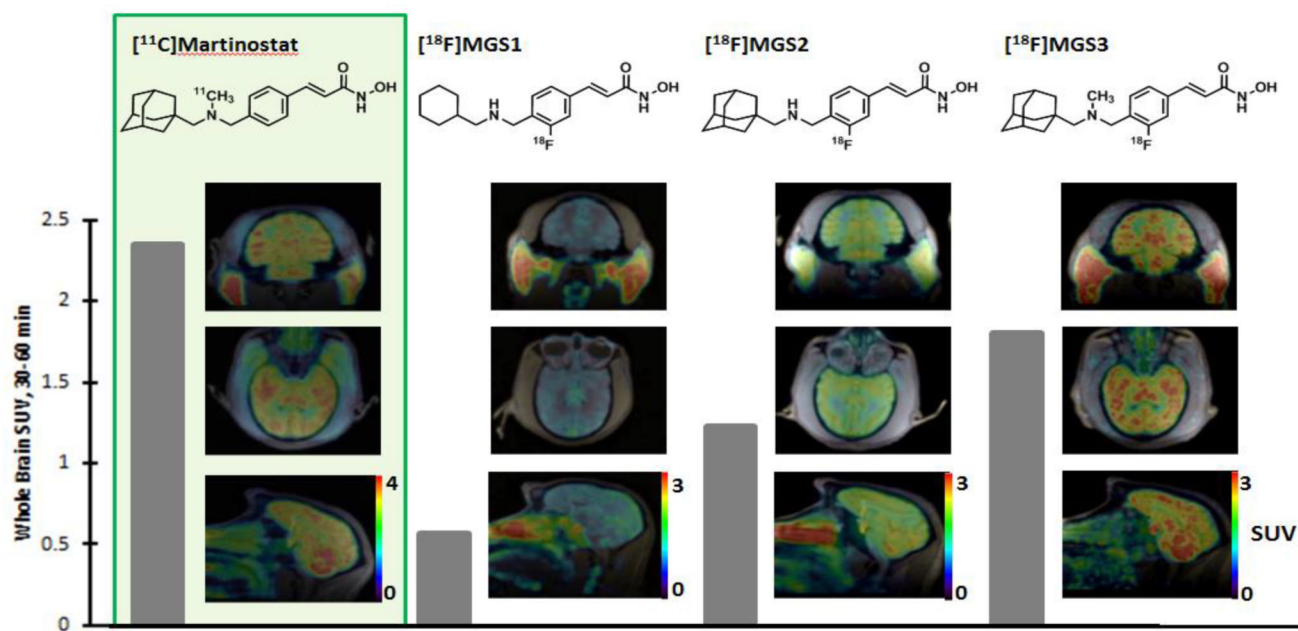 [¹¹C]Martinostat
[¹⁸F]MGS1
[¹⁸F]MGS2
[¹⁸F]MGS3
¹¹CH₃
N
O
N
H
OH
N
H
¹⁸F
O
N
H
OH
N
H
¹⁸F
O
N
H
OH
CH₃
N
¹⁸F
O
N
H
OH
Whole Brain SUV, 30-60 min
2.5
2
1.5
1
0.5
0
4
0
3
0
3
0
3
0
SUV